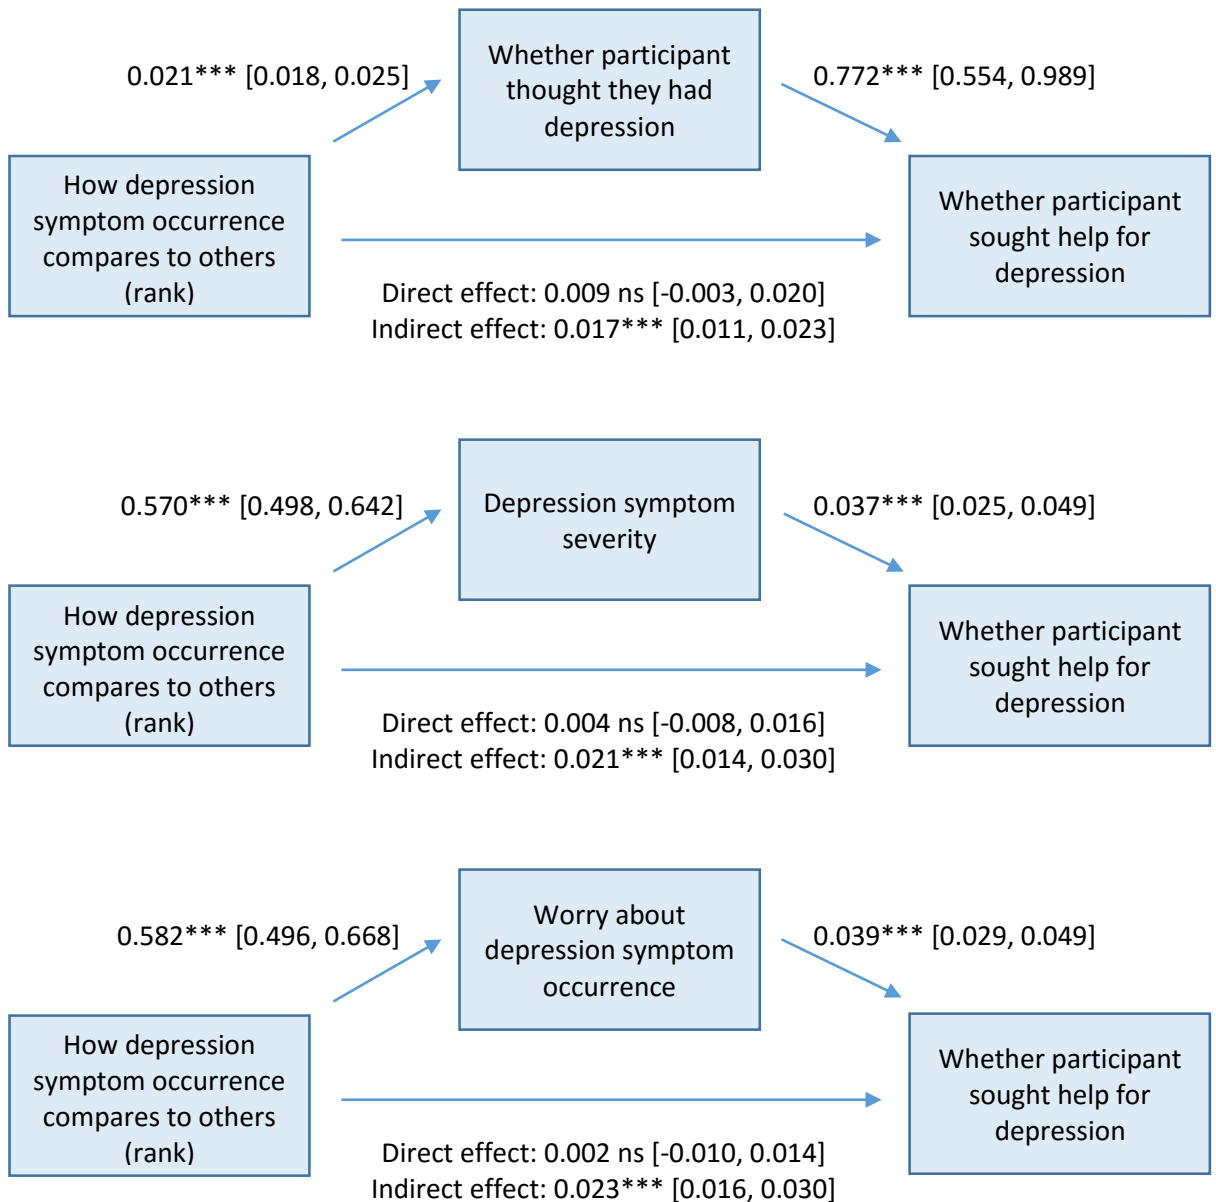 Whether participant
thought they had
depression
0.021*** [0.018, 0.025]
0.772*** [0.554, 0.989]
How depression
symptom occurrence
compares to others
(rank)
Whether participant
sought help for
depression
Direct effect: 0.009 ns [-0.003, 0.020]
Indirect effect: 0.017*** [0.011, 0.023]
Depression symptom
severity
0.570*** [0.498, 0.642]
0.037*** [0.025, 0.049]
How depression
symptom occurrence
compares to others
(rank)
Whether participant
sought help for
depression
Direct effect: 0.004 ns [-0.008, 0.016]
Indirect effect: 0.021*** [0.014, 0.030]
Worry about
depression symptom
occurrence
0.582*** [0.496, 0.668]
0.039*** [0.029, 0.049]
How depression
symptom occurrence
compares to others
(rank)
Whether participant
sought help for
depression
Direct effect: 0.002 ns [-0.010, 0.014]
Indirect effect: 0.023*** [0.016, 0.030]